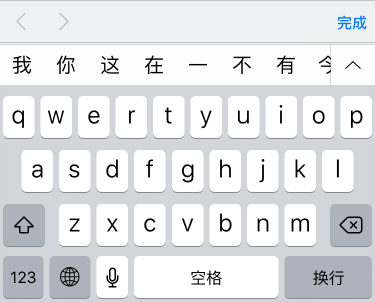 完成
我 你 这 在 一 不 有
q w e r t y u i o p
a s d f g h j k l
z x c v b n m
123 空格 换行